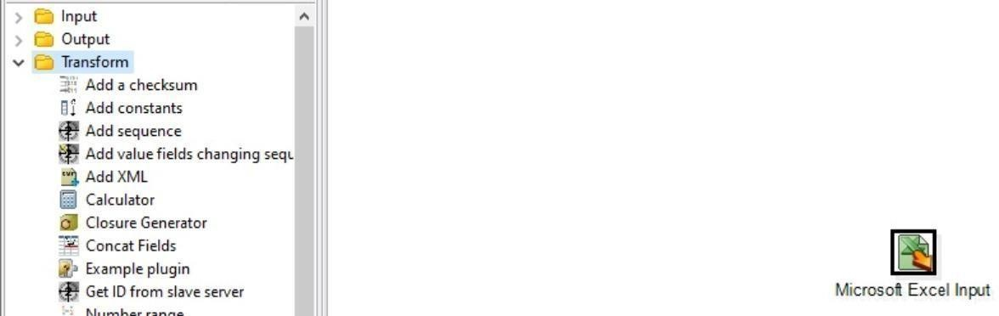 Input
Output
Transform
Add a checksum
Add constants
Add sequence
Add value fields changing sequ
Add XML
Calculator
Closure Generator
Concat Fields
Example plugin
Get ID from slave server
Number range
Microsoft Excel Input